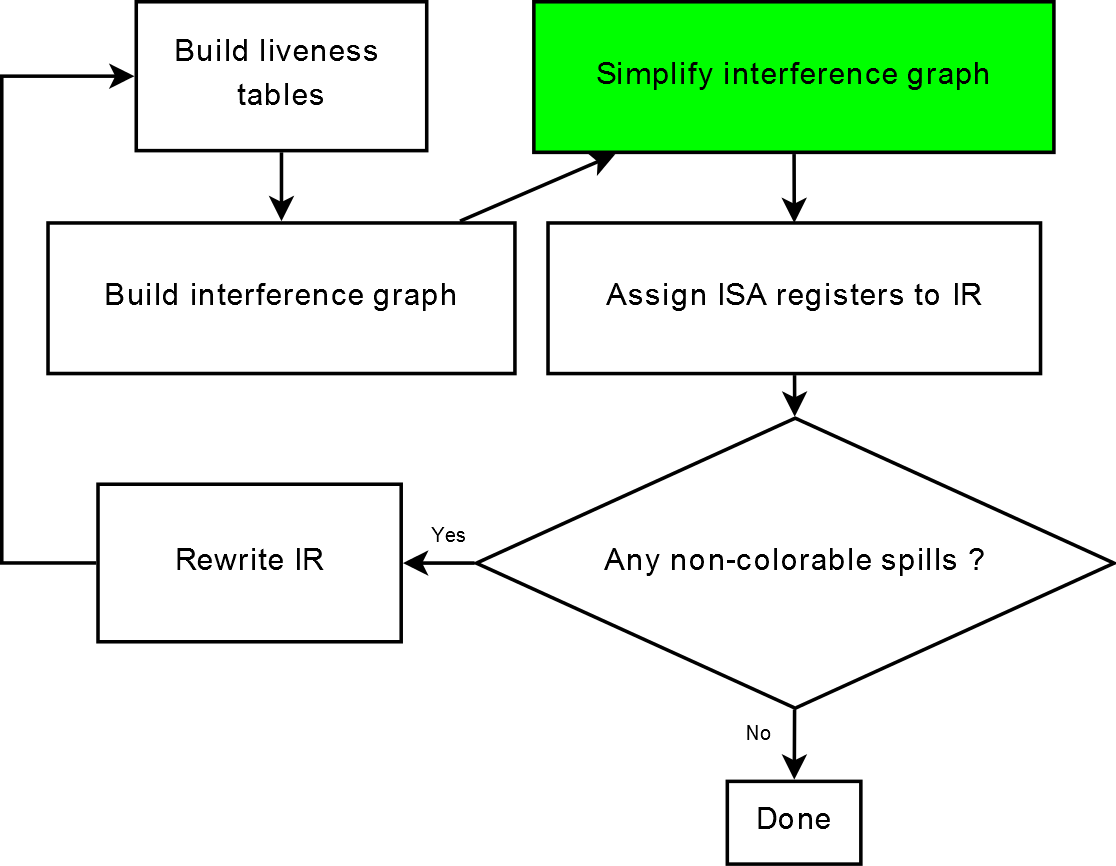 Build liveness
tables
Simplify interference graph
Build interference graph
Assign ISA registers to IR
Rewrite IR
Yes
Any non-colorable spills ?
No
Done